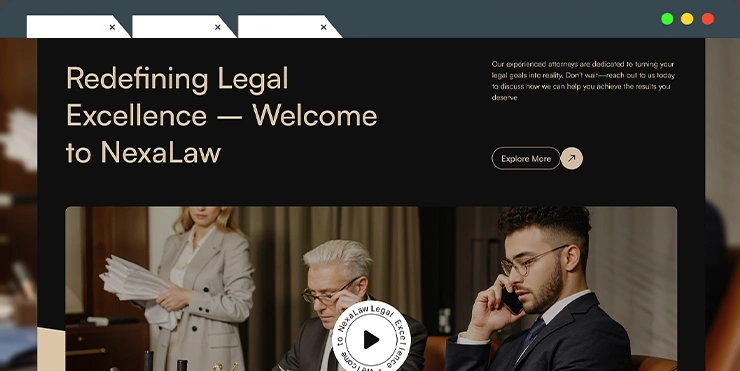 Redefining Legal
Excellence — Welcome
to NexaLaw
Our experienced attorneys are dedicated to turning your
legal goals into reality. Don't wait—reach out to us today
to discuss how we can help you achieve the results you
deserve
Explore More
Welcome to NexaLaw Legal Excellence